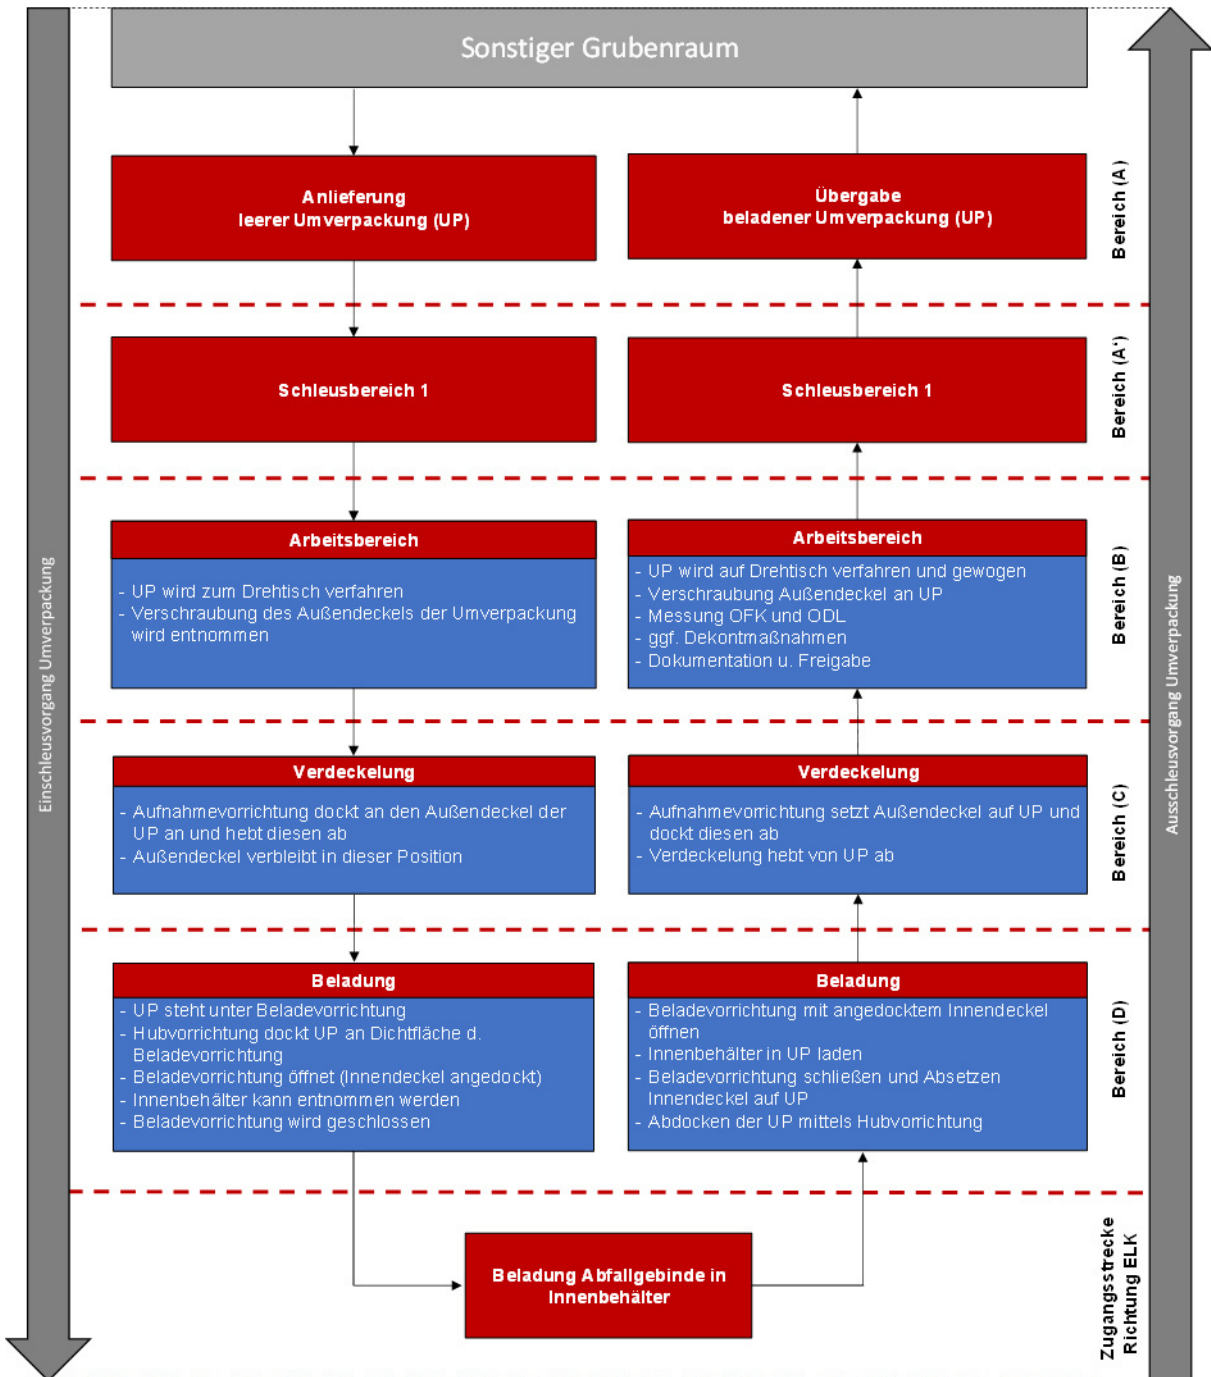 Sonstiger Grubenraum
Einschleusvorgang Umverpackung
Anlieferung
leerer Umverpackung (UP)
Übergabe
beladener Umverpackung (UP)
Bereich (A)
Schleusbereich 1
Schleusbereich 1
Bereich (A‘)
Arbeitsbereich
- UP wird zum Drehtisch verfahren
- Verschraubung des Außendeckels der Umverpackung
wird entnommen
Arbeitsbereich
- UP wird auf Drehtisch verfahren und gewogen
- Verschraubung Außendeckel an UP
- Messung OFK und ODL
- ggf. Dekontmaßnahmen
- Dokumentation u. Freigabe
Bereich (B)
Verdeckelung
- Aufnahmevorrichtung dockt an den Außendeckel der
UP an und hebt diesen ab
- Außendeckel verbleibt in dieser Position
Verdeckelung
- Aufnahmevorrichtung setzt Außendeckel auf UP und
dockt diesen ab
- Verdeckelung hebt von UP ab
Bereich (C)
Beladung
- UP steht unter Beladevorrichtung
- Hubvorrichtung dockt UP an Dichtfläche d.
Beladevorrichtung
- Beladevorrichtung öffnet (Innendeckel angedockt)
- Innenbehälter kann entnommen werden
- Beladevorrichtung wird geschlossen
Beladung
- Beladevorrichtung mit angedocktem Innendeckel
öffnen
- Innenbehälter in UP laden
- Beladevorrichtung schließen und Absetzen
Innendeckel auf UP
- Abdocken der UP mittels Hubvorrichtung
Bereich (D)
Beladung Abfallgebinde in
Innenbehälter
Zugangsstrecke
Richtung ELK
Ausschleusvorgang Umverpackung